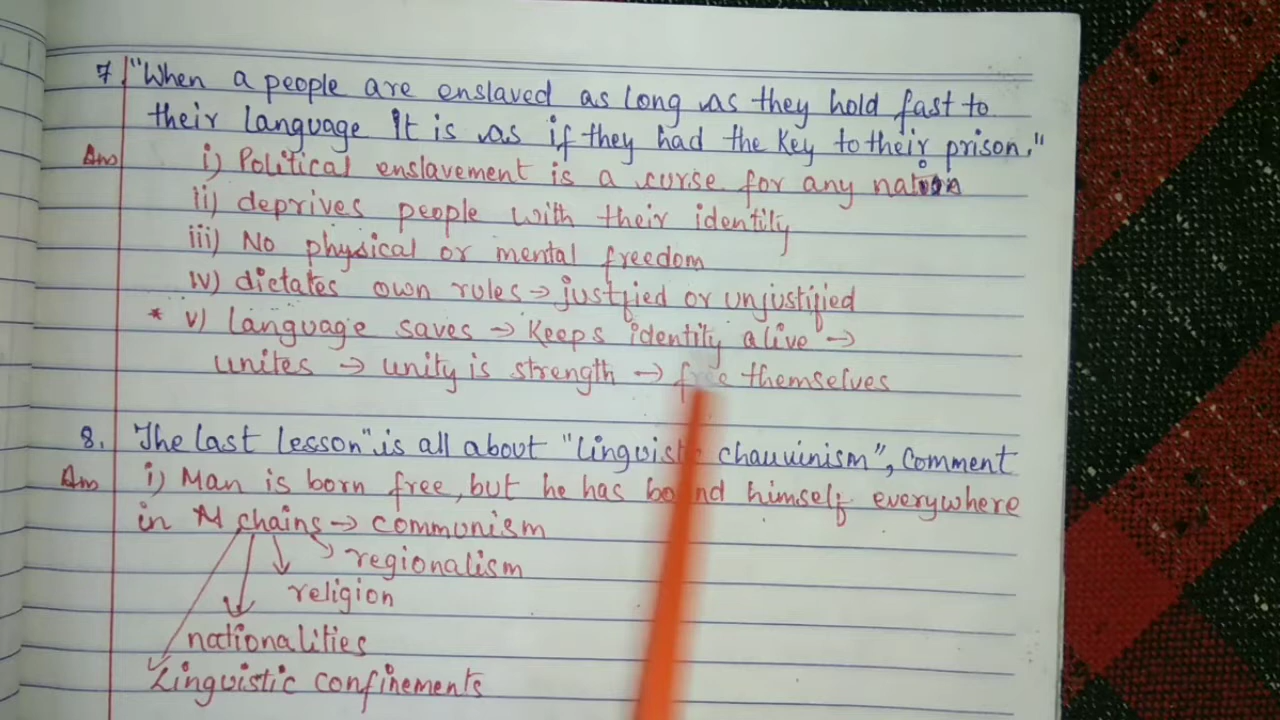 7 "When a people are enslaved as long as they hold fast to
their language It is as if they had the key to their prison."
Ans i) Political enslavement is a curse for any nation
ii) deprives people with their identity
iii) No physical or mental freedom
iv) dictates own rules → justified or unjustified
* v) Language saves → Keeps identity alive →
unites → unity is strength → free themselves
8. "The last lesson" is all about "Linguistic chauvinism", Comment
Ans i) Man is born free, but he has bound himself everywhere
in chains → communism
regionalism
religion
nationalities
Linguistic confinements